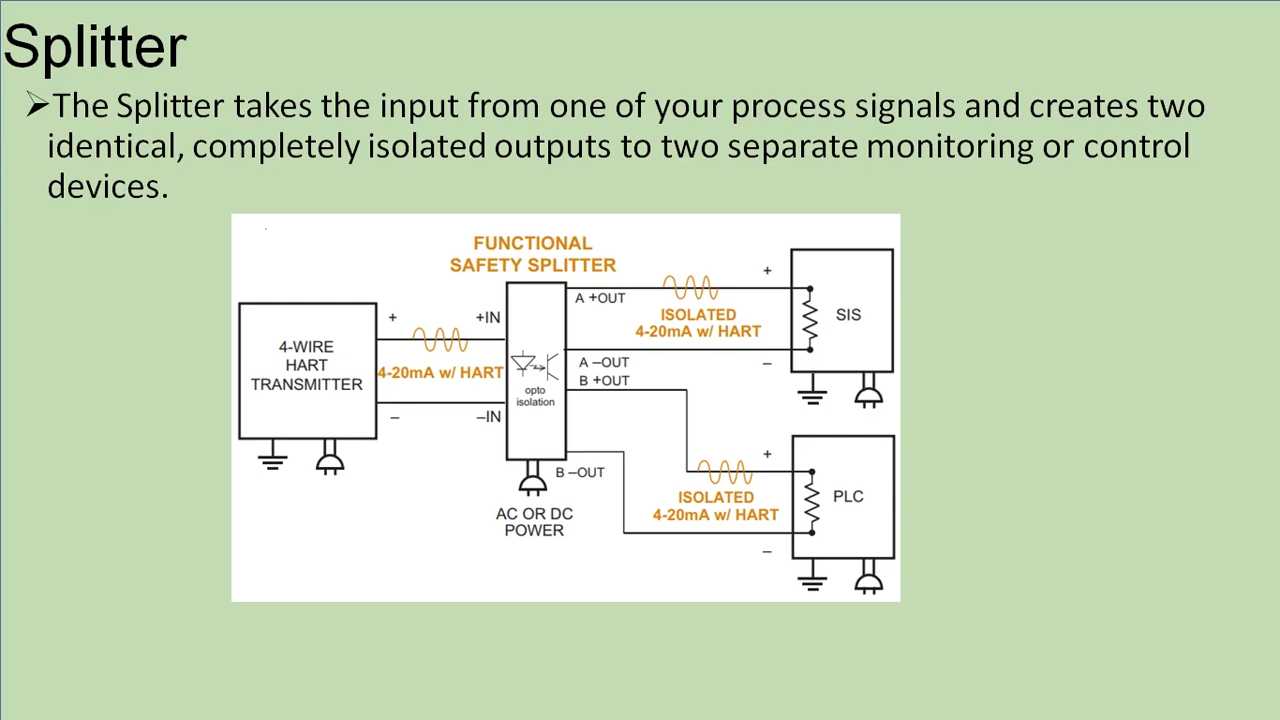 Splitter
➢The Splitter takes the input from one of your process signals and creates two
identical, completely isolated outputs to two separate monitoring or control
devices.
FUNCTIONAL
SAFETY SPLITTER
4-WIRE
HART
TRANSMITTER
+
+IN
4-20mA w/ HART
–
–IN
opto
isolation
AC OR DC
POWER
A +OUT
+
ISOLATED
4-20mA w/ HART
A –OUT
–
SIS
B +OUT
B –OUT
+
ISOLATED
4-20mA w/ HART
–
PLC